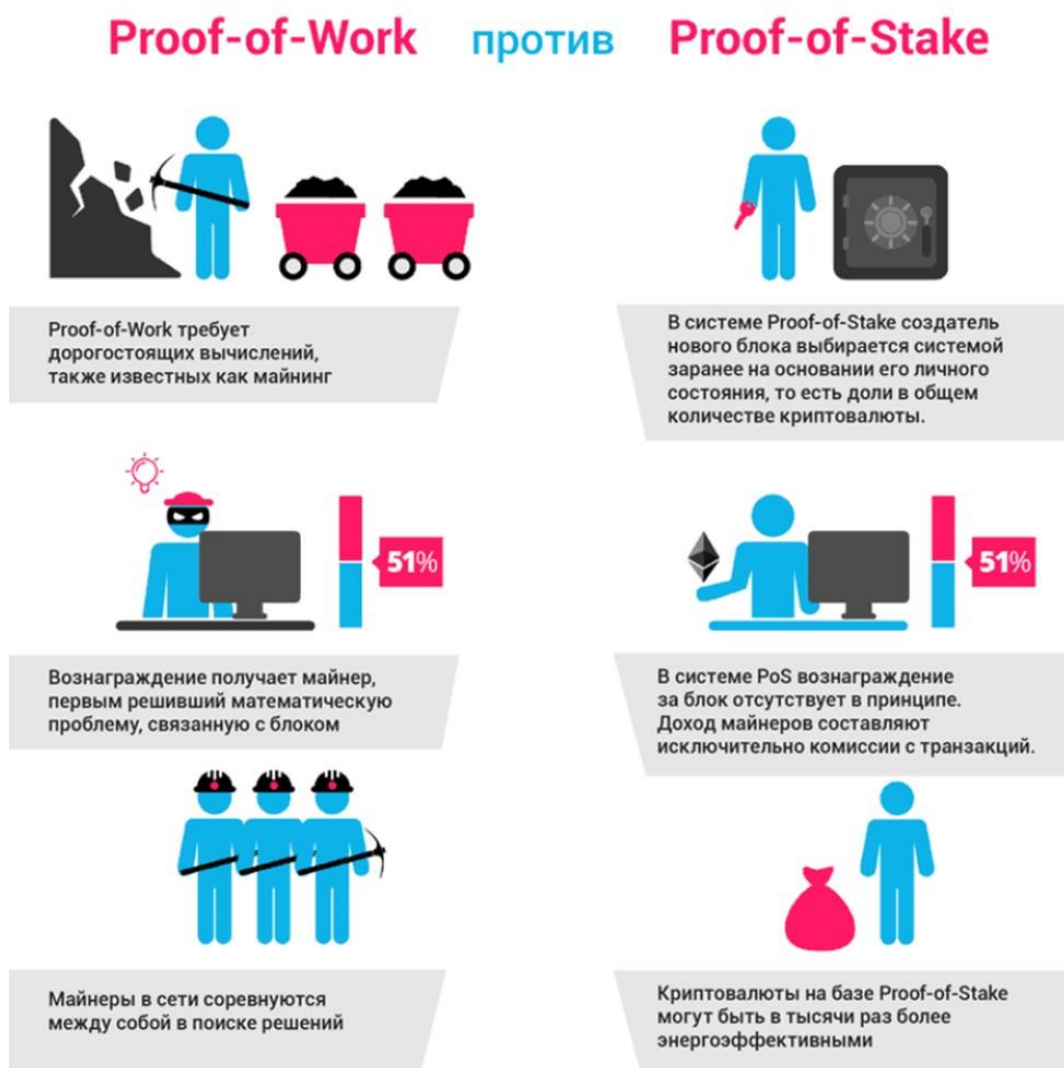 Proof-of-Work против Proof-of-Stake
Proof-of-Work требует
дорогостоящих вычислений,
также известных как майнинг
В системе Proof-of-Stake создатель
нового блока выбирается системой
заранее на основании его личного
состояния, то есть доли в общем
количестве криптовалюты.
51%
51%
Вознаграждение получает майнер,
первым решивший математическую
проблему, связанную с блоком
В системе PoS вознаграждение
за блок отсутствует в принципе.
Доход майнеров составляют
исключительно комиссии с транзакций.
Майнеры в сети соревнуются
между собой в поиске решений
Криптовалюты на базе Proof-of-Stake
могут быть в тысячи раз более
энергоэффективными